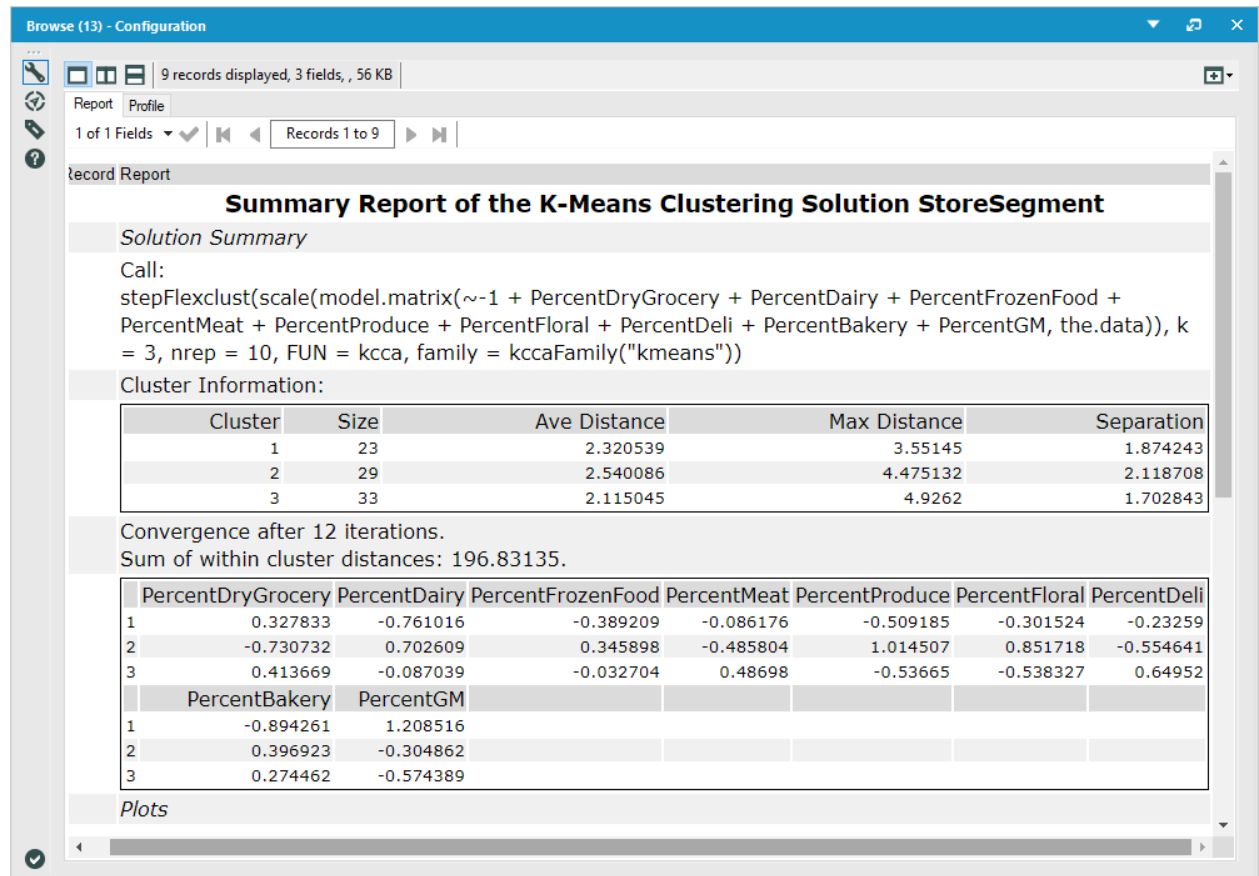 Browse (13) - Configuration
9 records displayed, 3 fields, , 56 KB
Report Profile
1 of 1 Fields Records 1 to 9
Record Report
Summary Report of the K-Means Clustering Solution StoreSegment
Solution Summary
Call:
stepFlexclust(scale(model.matrix(~-1 + PercentDryGrocery + PercentDairy + PercentFrozenFood +
PercentMeat + PercentProduce + PercentFloral + PercentDeli + PercentBakery + PercentGM, the.data)), k
= 3, nrep = 10, FUN = kcca, family = kccaFamily("kmeans"))
Cluster Information:
Cluster Size Ave Distance Max Distance Separation
1 23 2.320539 3.55145 1.874243
2 29 2.540086 4.475132 2.118708
3 33 2.115045 4.9262 1.702843
Convergence after 12 iterations.
Sum of within cluster distances: 196.83135.
PercentDryGrocery PercentDairy PercentFrozenFood PercentMeat PercentProduce PercentFloral PercentDeli
1 0.327833 -0.761016 -0.389209 -0.086176 -0.509185 -0.301524 -0.23259
2 -0.730732 0.702609 0.345898 -0.485804 1.014507 0.851718 -0.554641
3 0.413669 -0.087039 -0.032704 0.48698 -0.53665 -0.538327 0.64952
PercentBakery PercentGM
1 -0.894261 1.208516
2 0.396923 -0.304862
3 0.274462 -0.574389
Plots